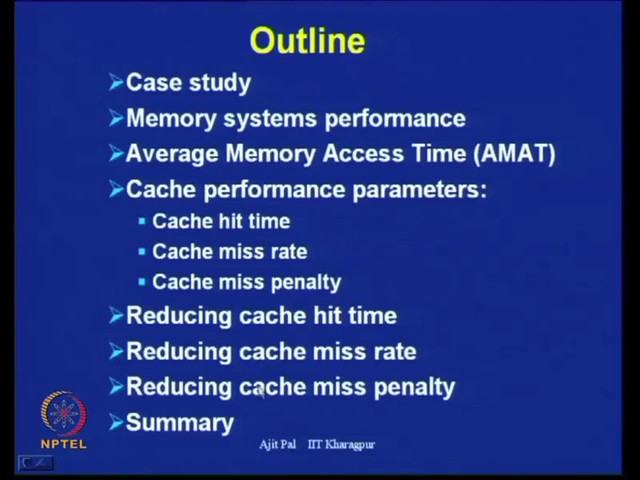 Outline
Case study
Memory systems performance
Average Memory Access Time (AMAT)
Cache performance parameters:
Cache hit time
Cache miss rate
Cache miss penalty
Reducing cache hit time
Reducing cache miss rate
Reducing cache miss penalty
Summary
NPTEL
Ajit Pal IIT Kharagpur